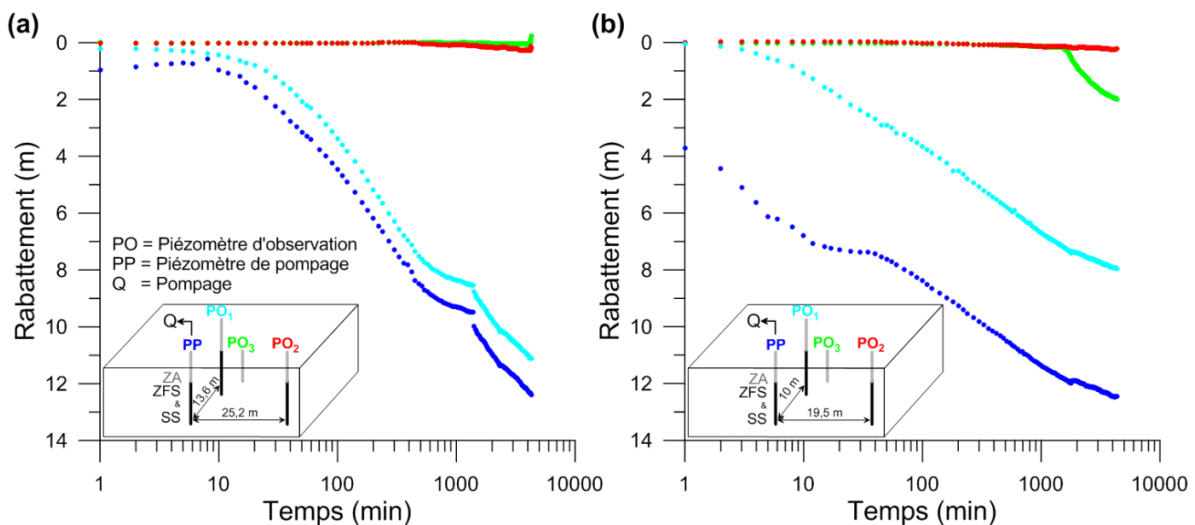 (a)
0
2
4
6
8
10
12
14
Rabattement (m)
PO = Piézomètre d'observation
PP = Piézomètre de pompage
Q = Pompage
PO1
Q
PP
PO3
PO2
ZA
ZFS
&
SS
13,6 m
25,2 m
1
10
100
1000
10000
Temps (min)
(b)
0
2
4
6
8
10
12
14
Rabattement (m)
PO1
Q
PP
PO3
PO2
ZA
ZFS
&
SS
10 m
19,5 m
1
10
100
1000
10000
Temps (min)